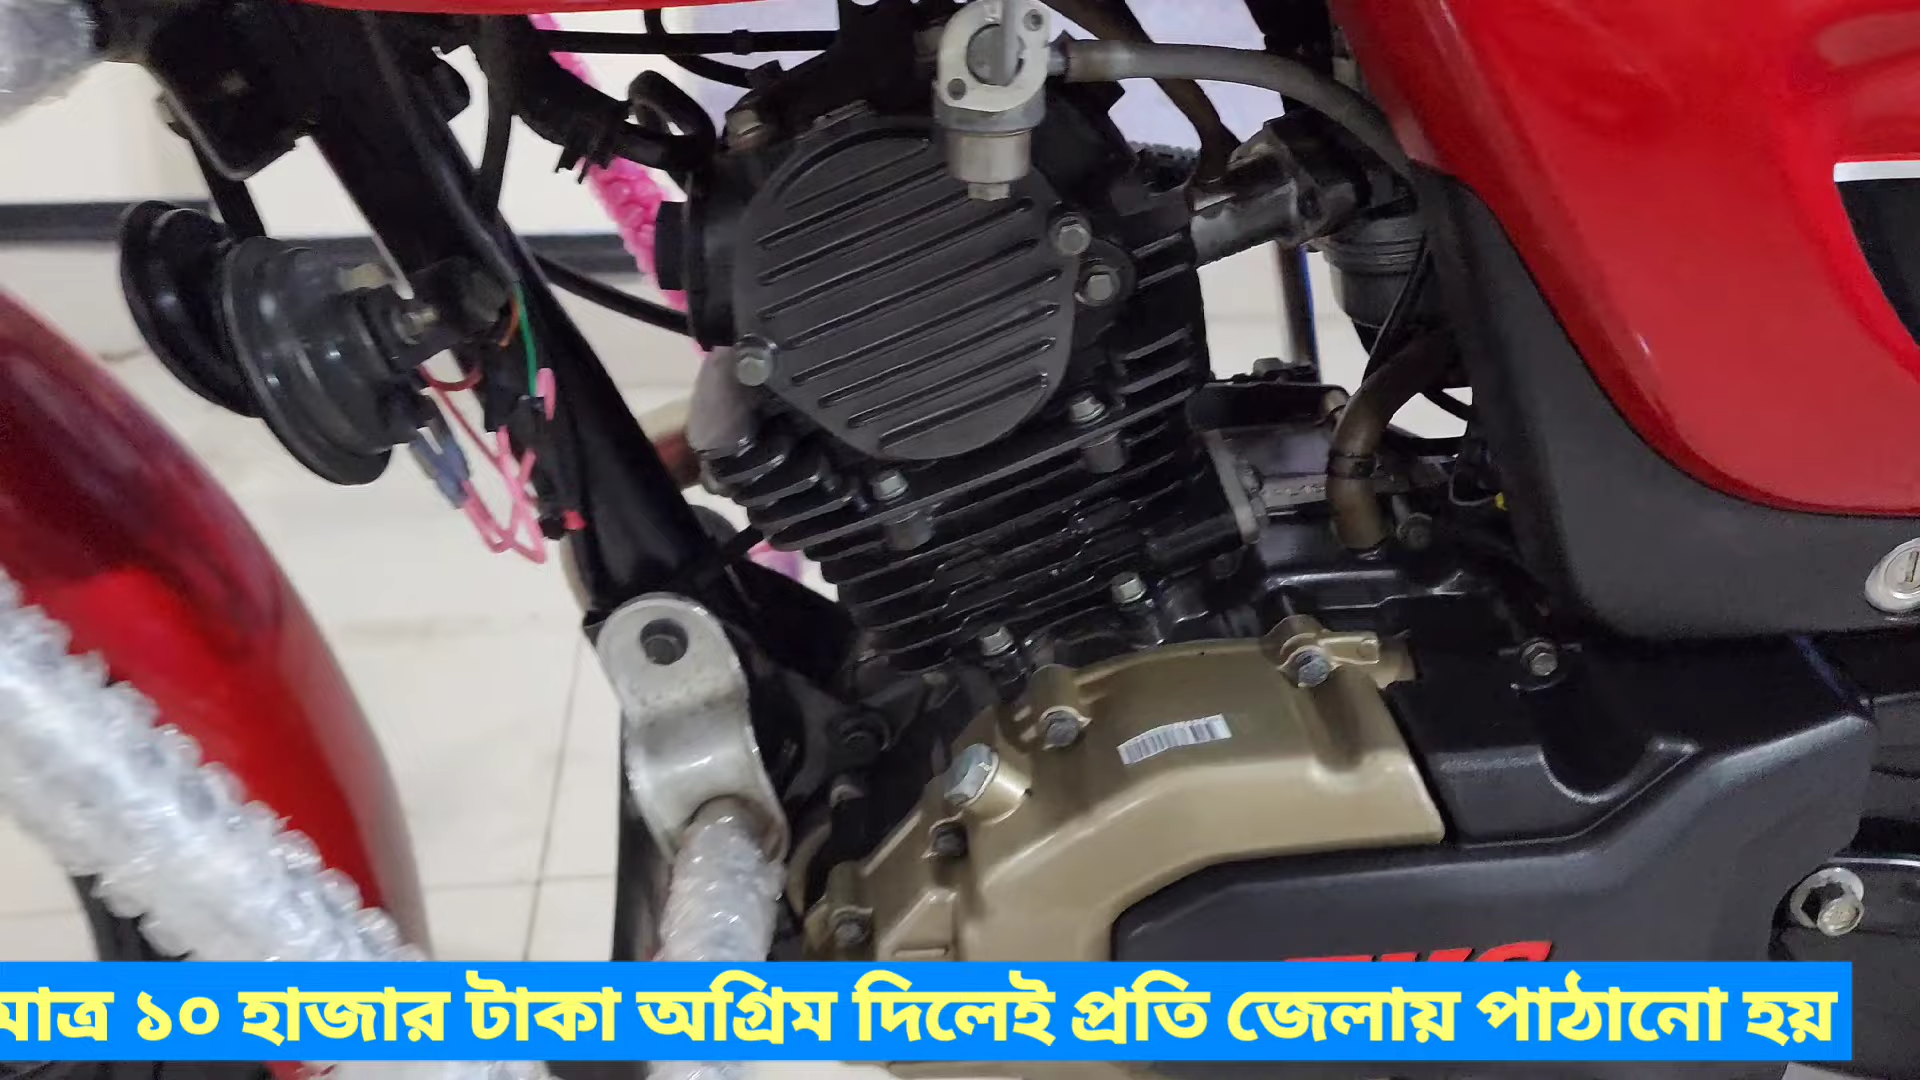 মাত্র ১০ হাজার টাকা অগ্রিম দিলেই প্রতি জেলায় পাঠানো হয়